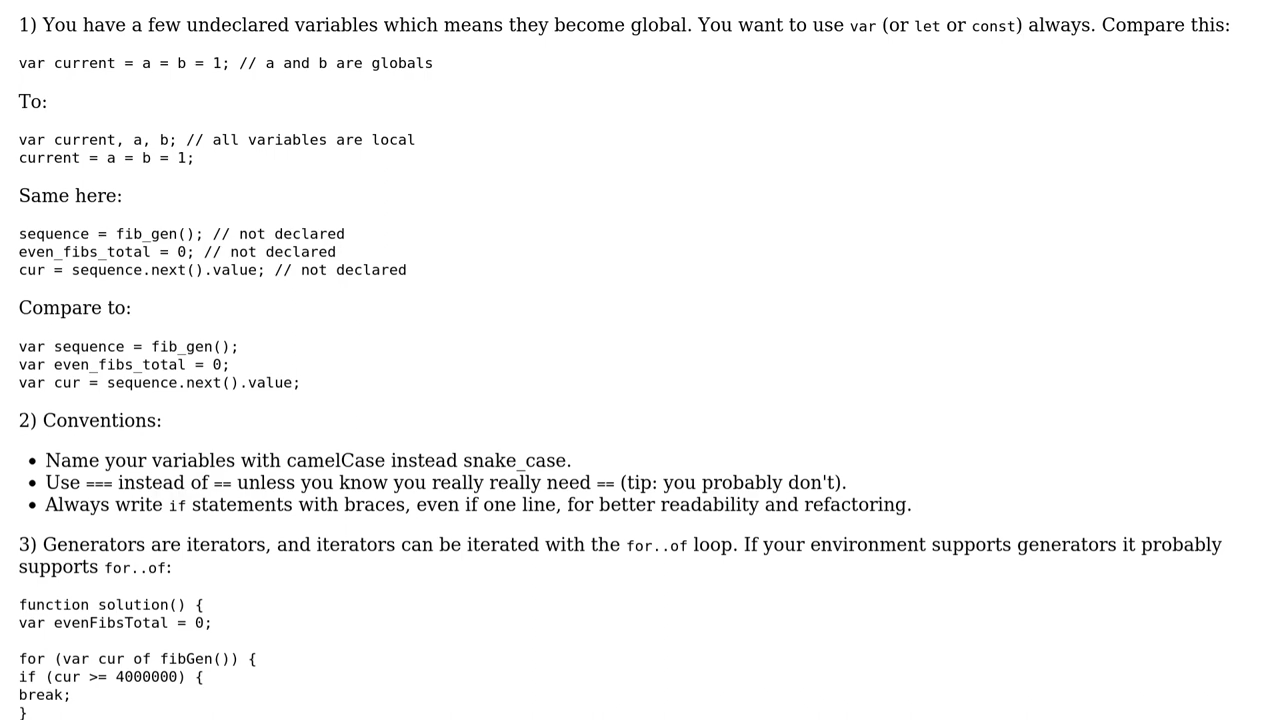 1) You have a few undeclared variables which means they become global. You want to use var (or let or const) always. Compare this:
var current = a = b = 1; // a and b are globals
To:
var current, a, b; // all variables are local
current = a = b = 1;
Same here:
sequence = fib_gen(); // not declared
even_fibs_total = 0; // not declared
cur = sequence.next().value; // not declared
Compare to:
var sequence = fib_gen();
var even_fibs_total = 0;
var cur = sequence.next().value;
2) Conventions:
• Name your variables with camelCase instead snake_case.
• Use === instead of == unless you know you really really need == (tip: you probably don't).
• Always write if statements with braces, even if one line, for better readability and refactoring.
3) Generators are iterators, and iterators can be iterated with the for..of loop. If your environment supports generators it probably
supports for..of:
function solution() {
var evenFibsTotal = 0;
for (var cur of fibGen()) {
if (cur >= 4000000) {
break;
}